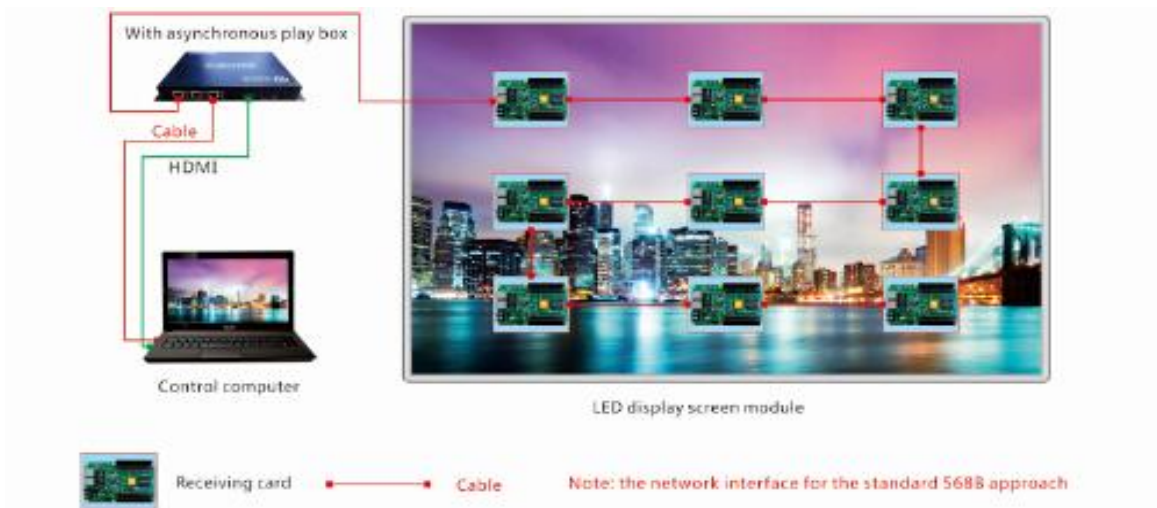 With asynchronous play box
Cable
HDMI
Control computer
LED display screen module
Receiving card
Cable
Note: the network interface for the standard 568B approach